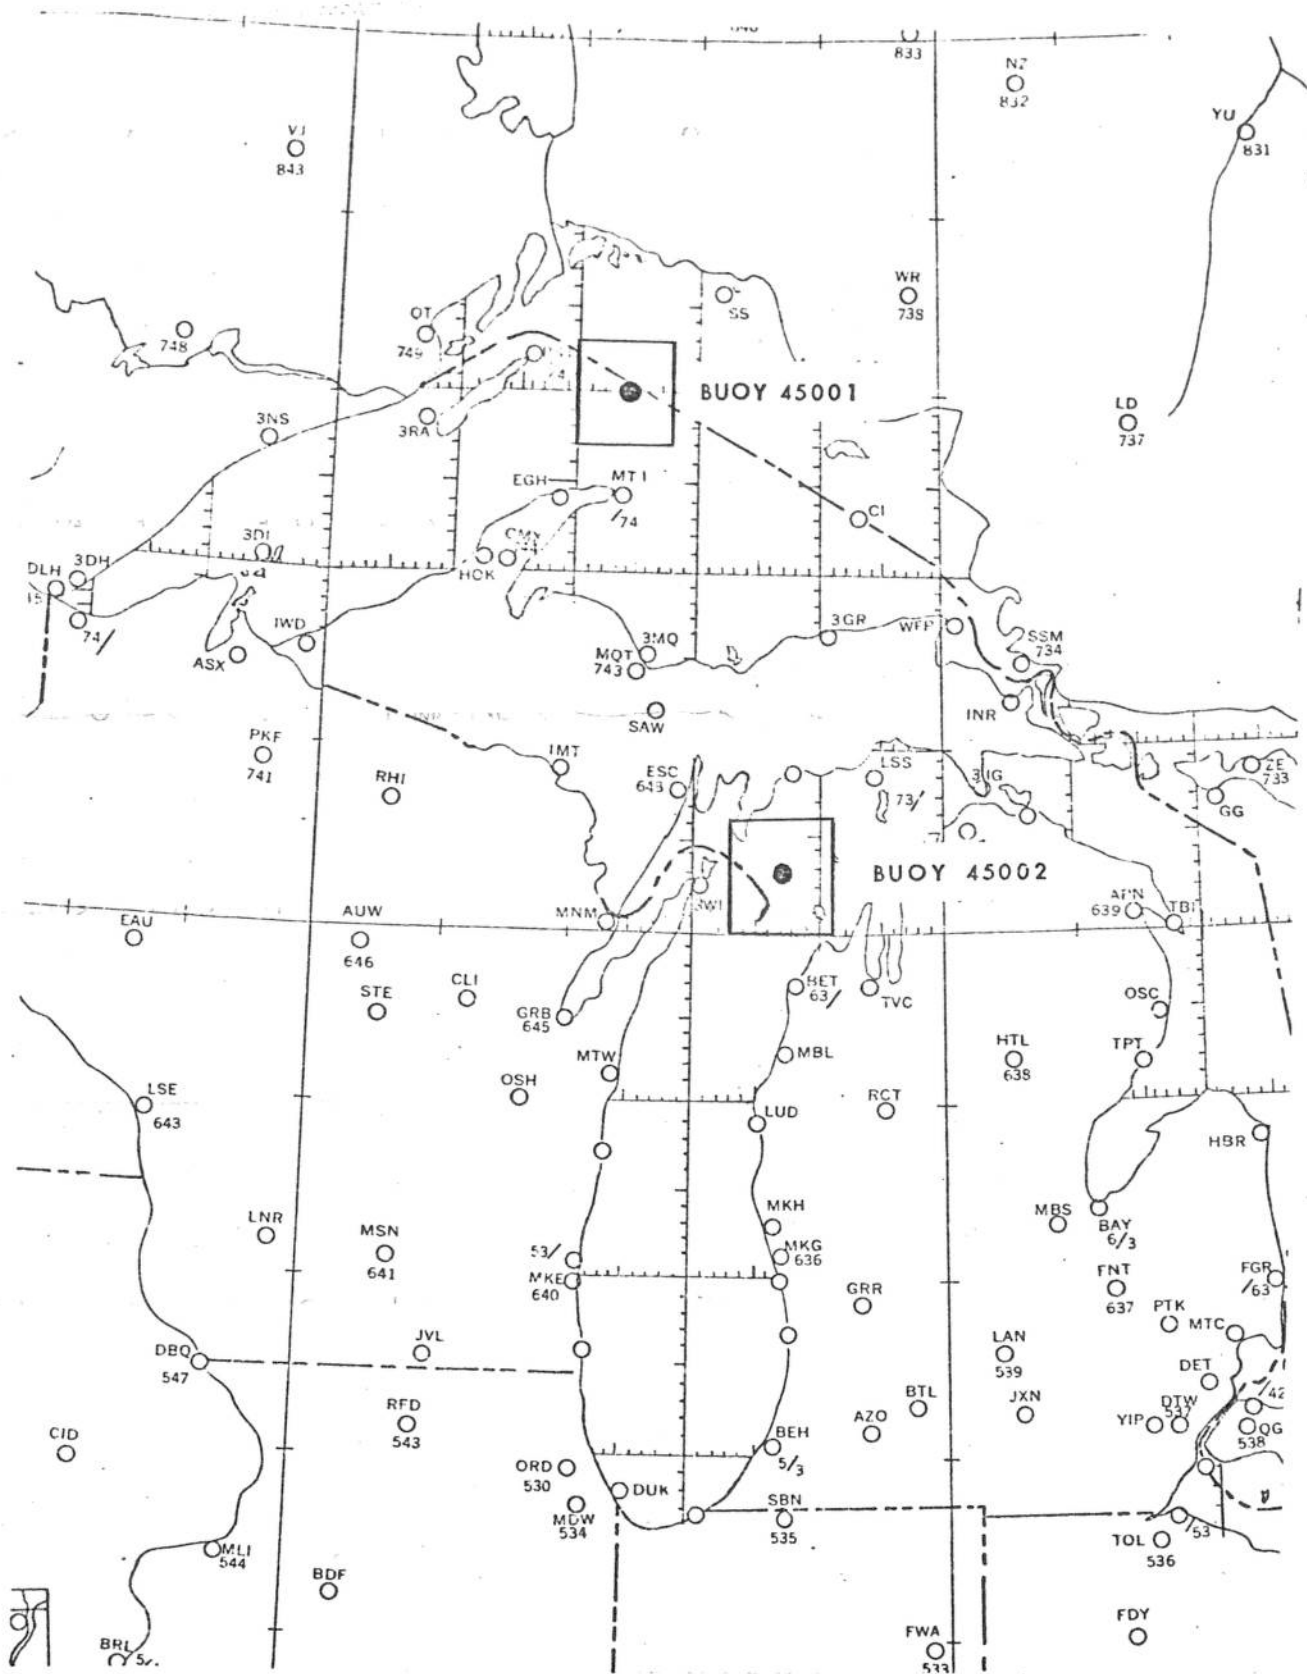 833
NZ
832
YU
831
VJ
843
WR
738
SS
OT
749
748
BUOY 45001
LD
737
3NS
3RA
EGH
MTI
/74
CI
3DI
CMX
HCK
DLH
3DH
15
74/
IWD
ASX
3MQ
MQT
743
3GR
WFP
SSM
734
SAW
INR
PKF
741
RHI
IMT
ESC
648
LSS
73/
ZE
733
GG
BUOY 45002
3WI
MNM
APN
639
TBI
EAU
AUW
646
CLI
STE
GRB
645
BET
63/
TVC
OSC
MTW
MBL
HTL
638
TPT
OSH
RCT
LSE
643
LUD
HBR
LNR
MSN
641
MKH
MBS
BAY
6/3
53/
MKG
636
MKE
640
FNT
637
FGR
/63
GRR
PTK
MTC
DBQ
547
JVL
LAN
539
DET
RFD
543
BTL
JXN
DTW
537
/42
CID
AZO
YIP
538
QG
BEH
5/3
ORD
530
DUK
MDW
534
SBN
535
/53
TOL
536
MLI
544
BDF
FDY
BRL
5/
FWA
533